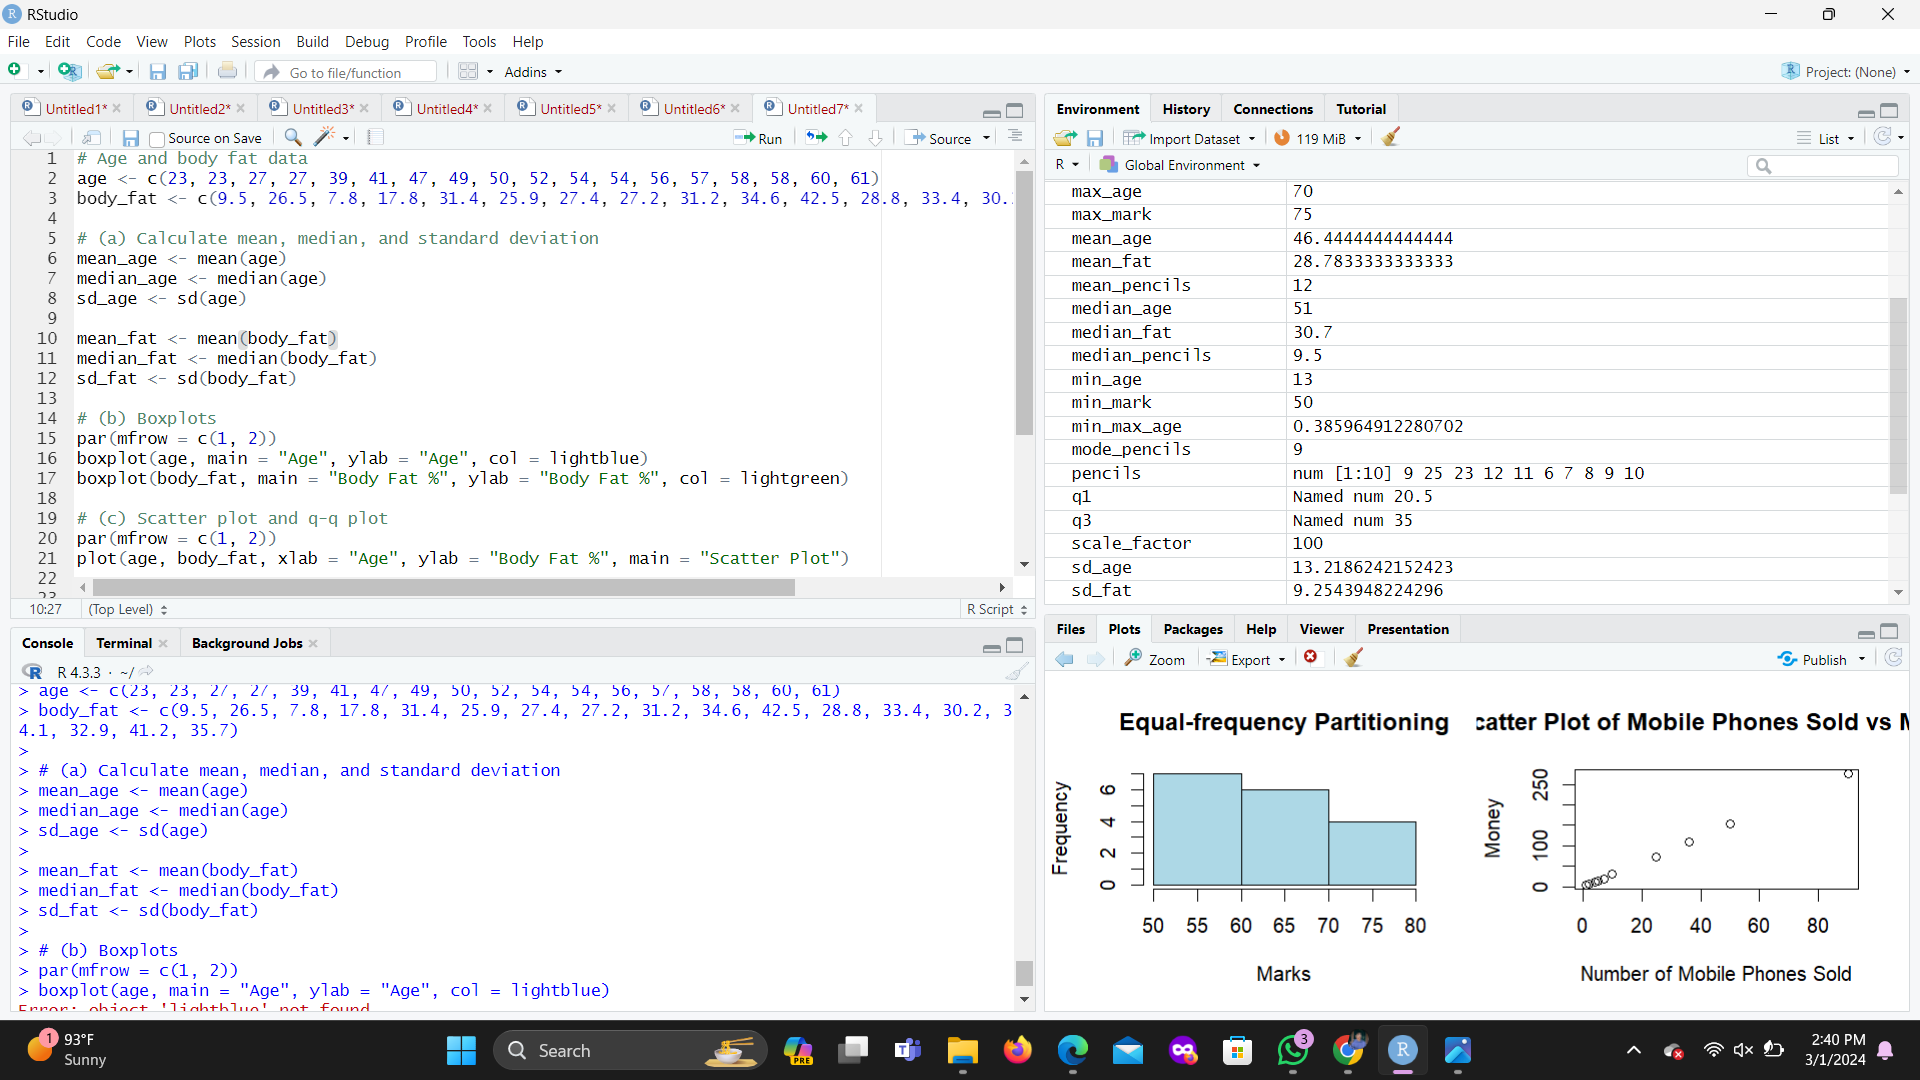 RStudio
File Edit Code View Plots Session Build Debug Profile Tools Help
Go to file/function Addins Project: (None)
Untitled1* Untitled2* Untitled3* Untitled4* Untitled5* Untitled6* Untitled7*
Source on Save Run Source
1 # Age and body fat data
2 age <- c(23, 23, 27, 27, 39, 41, 47, 49, 50, 52, 54, 54, 56, 57, 58, 58, 60, 61)
3 body_fat <- c(9.5, 26.5, 7.8, 17.8, 31.4, 25.9, 27.4, 27.2, 31.2, 34.6, 42.5, 28.8, 33.4, 30.
4
5 # (a) Calculate mean, median, and standard deviation
6 mean_age <- mean(age)
7 median_age <- median(age)
8 sd_age <- sd(age)
9
10 mean_fat <- mean(body_fat)
11 median_fat <- median(body_fat)
12 sd_fat <- sd(body_fat)
13
14 # (b) Boxplots
15 par(mfrow = c(1, 2))
16 boxplot(age, main = "Age", ylab = "Age", col = lightblue)
17 boxplot(body_fat, main = "Body Fat %", ylab = "Body Fat %", col = lightgreen)
18
19 # (c) Scatter plot and q-q plot
20 par(mfrow = c(1, 2))
21 plot(age, body_fat, xlab = "Age", ylab = "Body Fat %", main = "Scatter Plot")
22
23
10:27 (Top Level) R Script
Console Terminal Background Jobs
R 4.3.3 · ~/
> age <- c(23, 23, 27, 27, 39, 41, 47, 49, 50, 52, 54, 54, 56, 57, 58, 58, 60, 61)
> body_fat <- c(9.5, 26.5, 7.8, 17.8, 31.4, 25.9, 27.4, 27.2, 31.2, 34.6, 42.5, 28.8, 33.4, 30.2, 3
4.1, 32.9, 41.2, 35.7)
>
> # (a) Calculate mean, median, and standard deviation
> mean_age <- mean(age)
> median_age <- median(age)
> sd_age <- sd(age)
>
> mean_fat <- mean(body_fat)
> median_fat <- median(body_fat)
> sd_fat <- sd(body_fat)
>
> # (b) Boxplots
> par(mfrow = c(1, 2))
> boxplot(age, main = "Age", ylab = "Age", col = lightblue)
Error: object 'lightblue' not found
Environment History Connections Tutorial
Import Dataset 119 MiB List
R Global Environment
max_age 70
max_mark 75
mean_age 46.4444444444444
mean_fat 28.7833333333333
mean_pencils 12
median_age 51
median_fat 30.7
median_pencils 9.5
min_age 13
min_mark 50
min_max_age 0.385964912280702
mode_pencils 9
pencils num [1:10] 9 25 23 12 11 6 7 8 9 10
q1 Named num 20.5
q3 Named num 35
scale_factor 100
sd_age 13.2186242152423
sd_fat 9.2543948224296
Files Plots Packages Help Viewer Presentation
Zoom Export Publish
Equal-frequency Partitioning
Frequency
0 2 4 6
50 55 60 65 70 75 80
Marks
catter Plot of Mobile Phones Sold vs M
Money
0 100 250
0 20 40 60 80
Number of Mobile Phones Sold
1 93°F
Sunny
Search
PRE
3
2:40 PM
3/1/2024